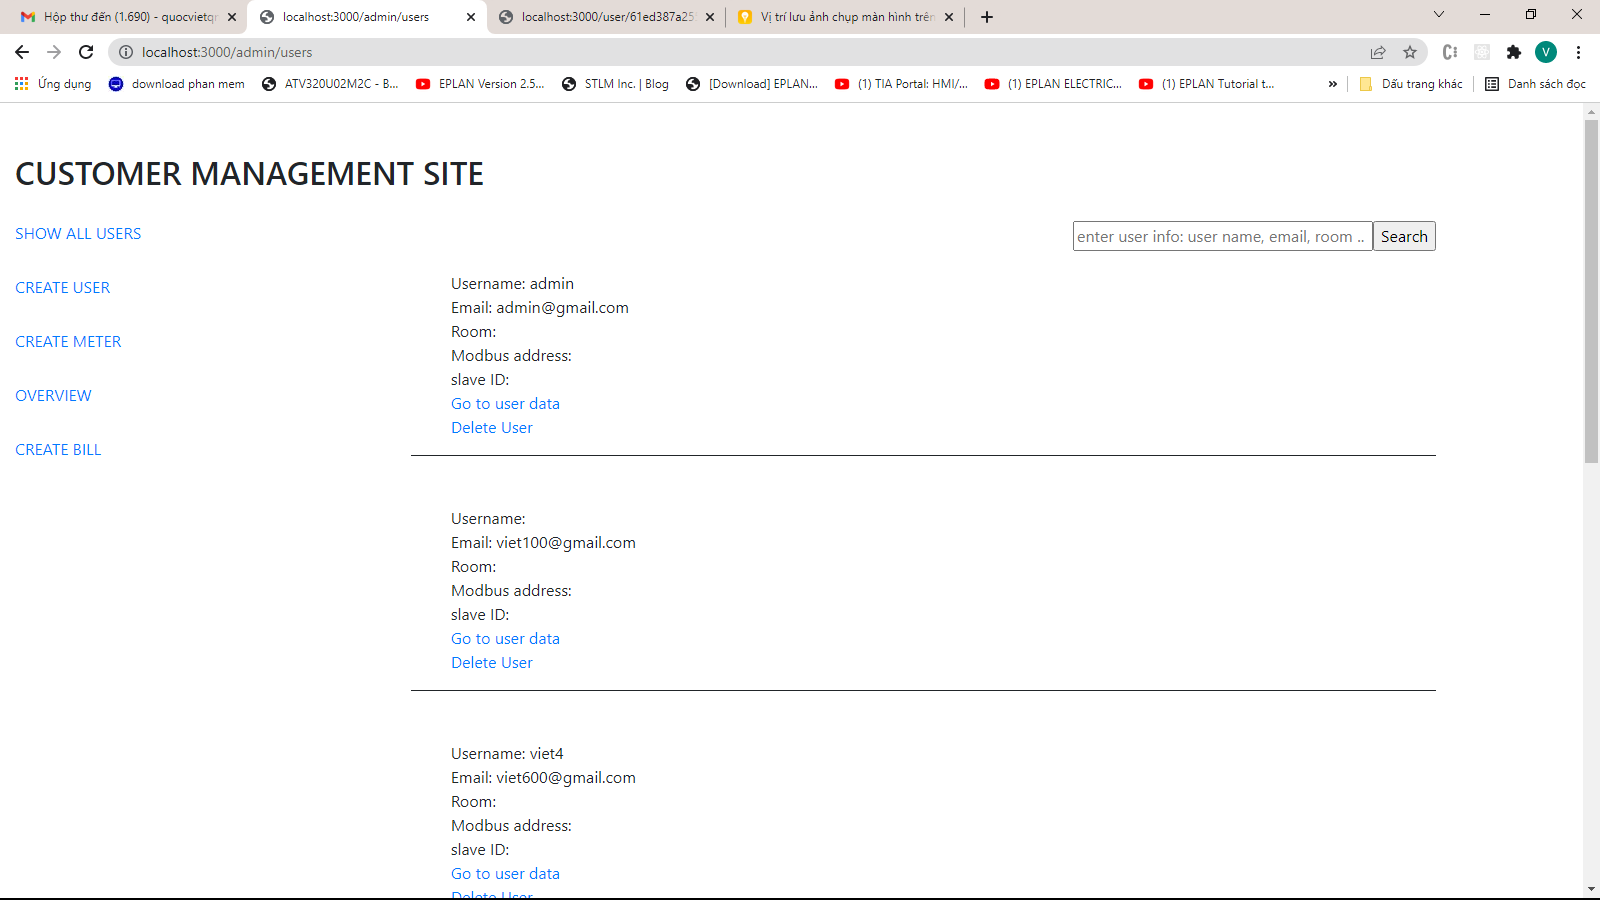 Hộp thư đến (1.690) - quocvietqn
localhost:3000/admin/users
localhost:3000/user/61ed387a25
Vị trí lưu ảnh chụp màn hình trên
localhost:3000/admin/users
V
Ứng dụng
download phan mem
ATV320U02M2C - B...
EPLAN Version 2.5...
STLM Inc. | Blog
[Download] EPLAN...
(1) TIA Portal: HMI/...
(1) EPLAN ELECTRIC...
(1) EPLAN Tutorial t...
»
Dấu trang khác
Danh sách đọc
CUSTOMER MANAGEMENT SITE
SHOW ALL USERS
enter user info: user name, email, room ..
Search
CREATE USER
CREATE METER
OVERVIEW
CREATE BILL
Username: admin
Email: admin@gmail.com
Room:
Modbus address:
slave ID:
Go to user data
Delete User
Username:
Email: viet100@gmail.com
Room:
Modbus address:
slave ID:
Go to user data
Delete User
Username: viet4
Email: viet600@gmail.com
Room:
Modbus address:
slave ID:
Go to user data
Delete User